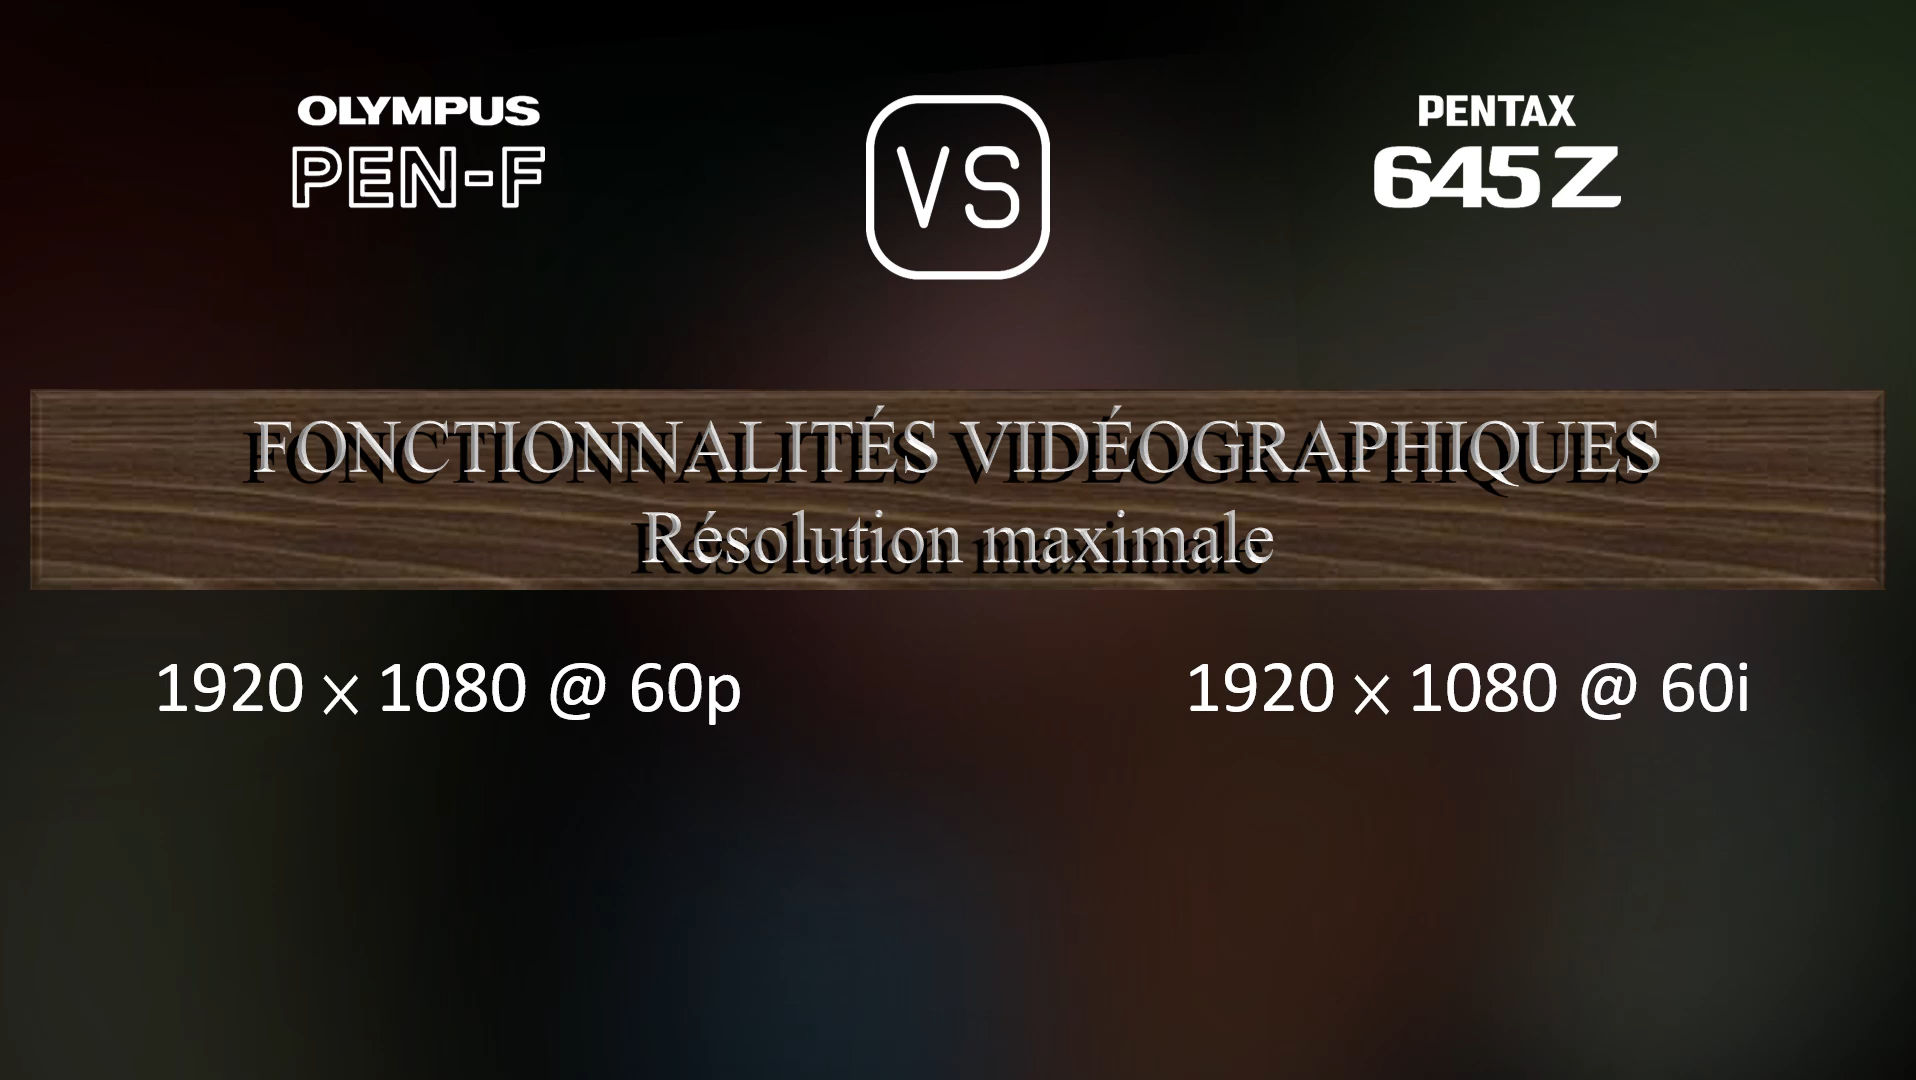 OLYMPUS
PEN-F
VS
PENTAX
645Z
FONCTIONNALITÉS VIDÉOGRAPHIQUES
Résolution maximale
1920 x 1080 @ 60p
1920 x 1080 @ 60i